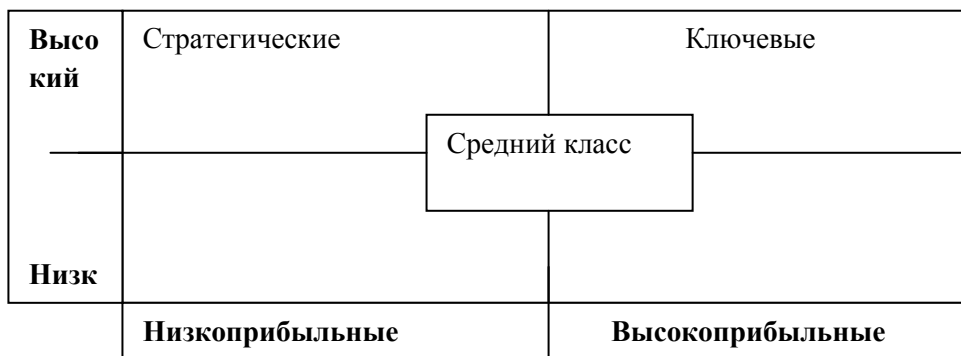 Высо
кий
Стратегические
Ключевые
Средний класс
Низк
Низкоприбыльные
Высокоприбыльные